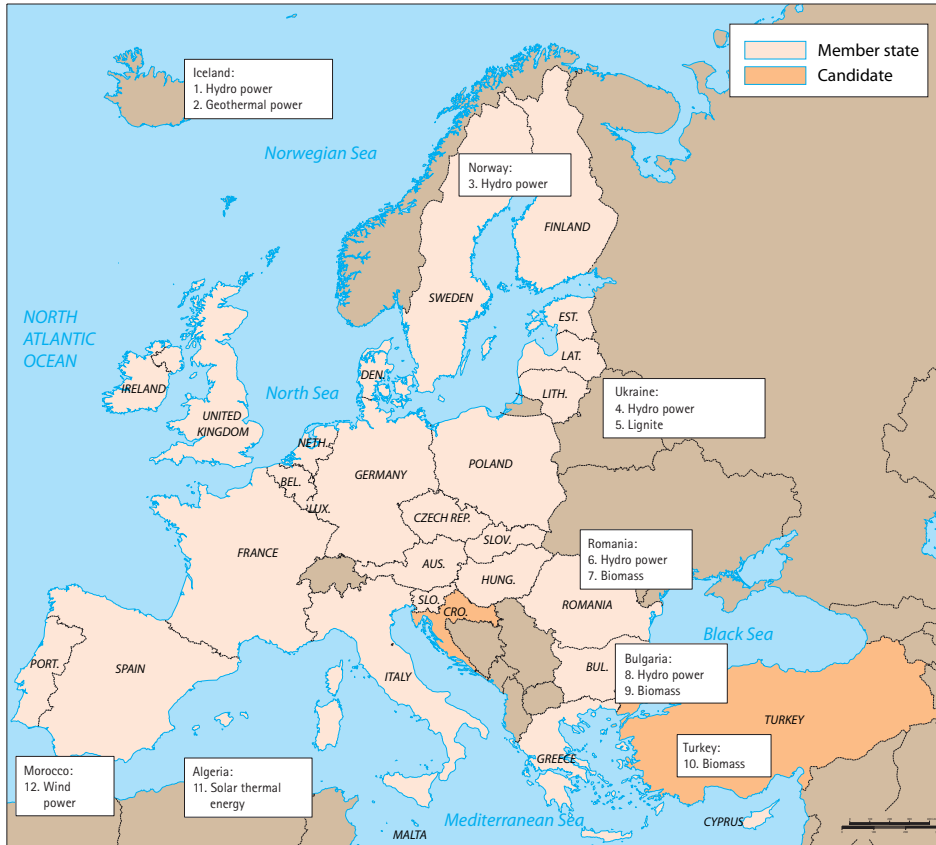 Member state
Candidate
Iceland:
1. Hydro power
2. Geothermal power
Norwegian Sea
Norway:
3. Hydro power
FINLAND
SWEDEN
NORTH
ATLANTIC
OCEAN
EST.
LAT.
LITH.
DEN.
IRELAND
North Sea
UNITED
KINGDOM
Ukraine:
4. Hydro power
5. Lignite
NETH.
BEL.
LUX.
GERMANY
POLAND
CZECH REP.
SLOV.
FRANCE
AUS.
HUNG.
Romania:
6. Hydro power
7. Biomass
ROMANIA
SLO.
CRO.
Black Sea
PORT.
SPAIN
ITALY
BUL.
Bulgaria:
8. Hydro power
9. Biomass
TURKEY
GREECE
Turkey:
10. Biomass
Morocco:
12. Wind
power
Algeria:
11. Solar thermal
energy
Mediterranean Sea
MALTA
CYPRUS